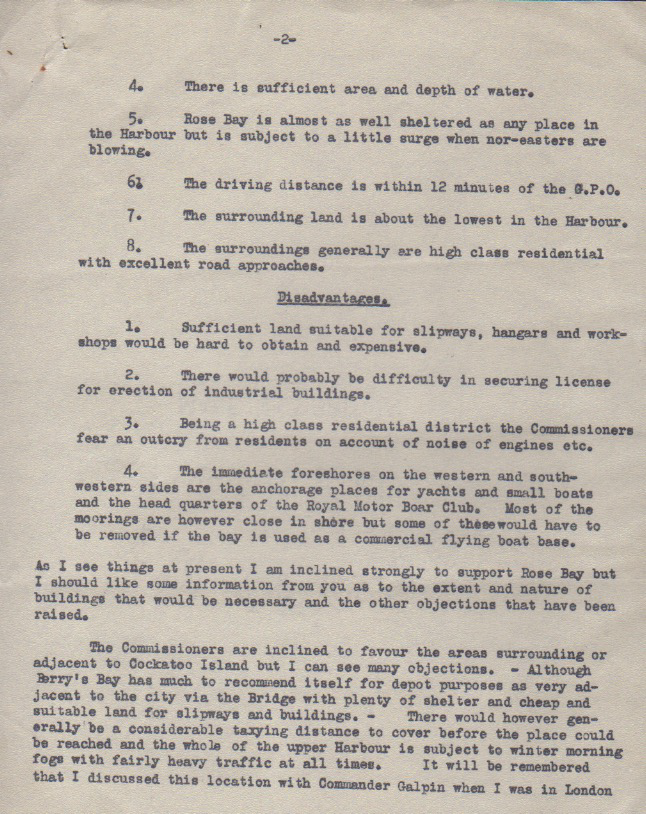 -2-
4. There is sufficient area and depth of water.
5. Rose Bay is almost as well sheltered as any place in
the Harbour but is subject to a little surge when nor-easters are
blowing.
6. The driving distance is within 12 minutes of the G.P.O.
7. The surrounding land is about the lowest in the Harbour.
8. The surroundings generally are high class residential
with excellent road approaches.
Disadvantages.
1. Sufficient land suitable for slipways, hangars and work-
shops would be hard to obtain and expensive.
2. There would probably be difficulty in securing license
for erection of industrial buildings.
3. Being a high class residential district the Commissioners
fear an outcry from residents on account of noise of engines etc.
4. The immediate foreshores on the western and south-
western sides are the anchorage places for yachts and small boats
and the head quarters of the Royal Motor Boar Club. Most of the
moorings are however close in shore but some of thesewould have to
be removed if the bay is used as a commercial flying boat base.
As I see things at present I am inclined strongly to support Rose Bay but
I should like some information from you as to the extent and nature of
buildings that would be necessary and the other objections that have been
raised.
The Commissioners are inclined to favour the areas surrounding or
adjacent to Cockatoo Island but I can see many objections. - Although
Berry's Bay has much to recommend itself for depot purposes as very ad-
jacent to the city via the Bridge with plenty of shelter and cheap and
suitable land for slipways and buildings. - There would however gen-
erally be a considerable taxying distance to cover before the place could
be reached and the whole of the upper Harbour is subject to winter morning
fogs with fairly heavy traffic at all times. It will be remembered
that I discussed this location with Commander Galpin when I was in London